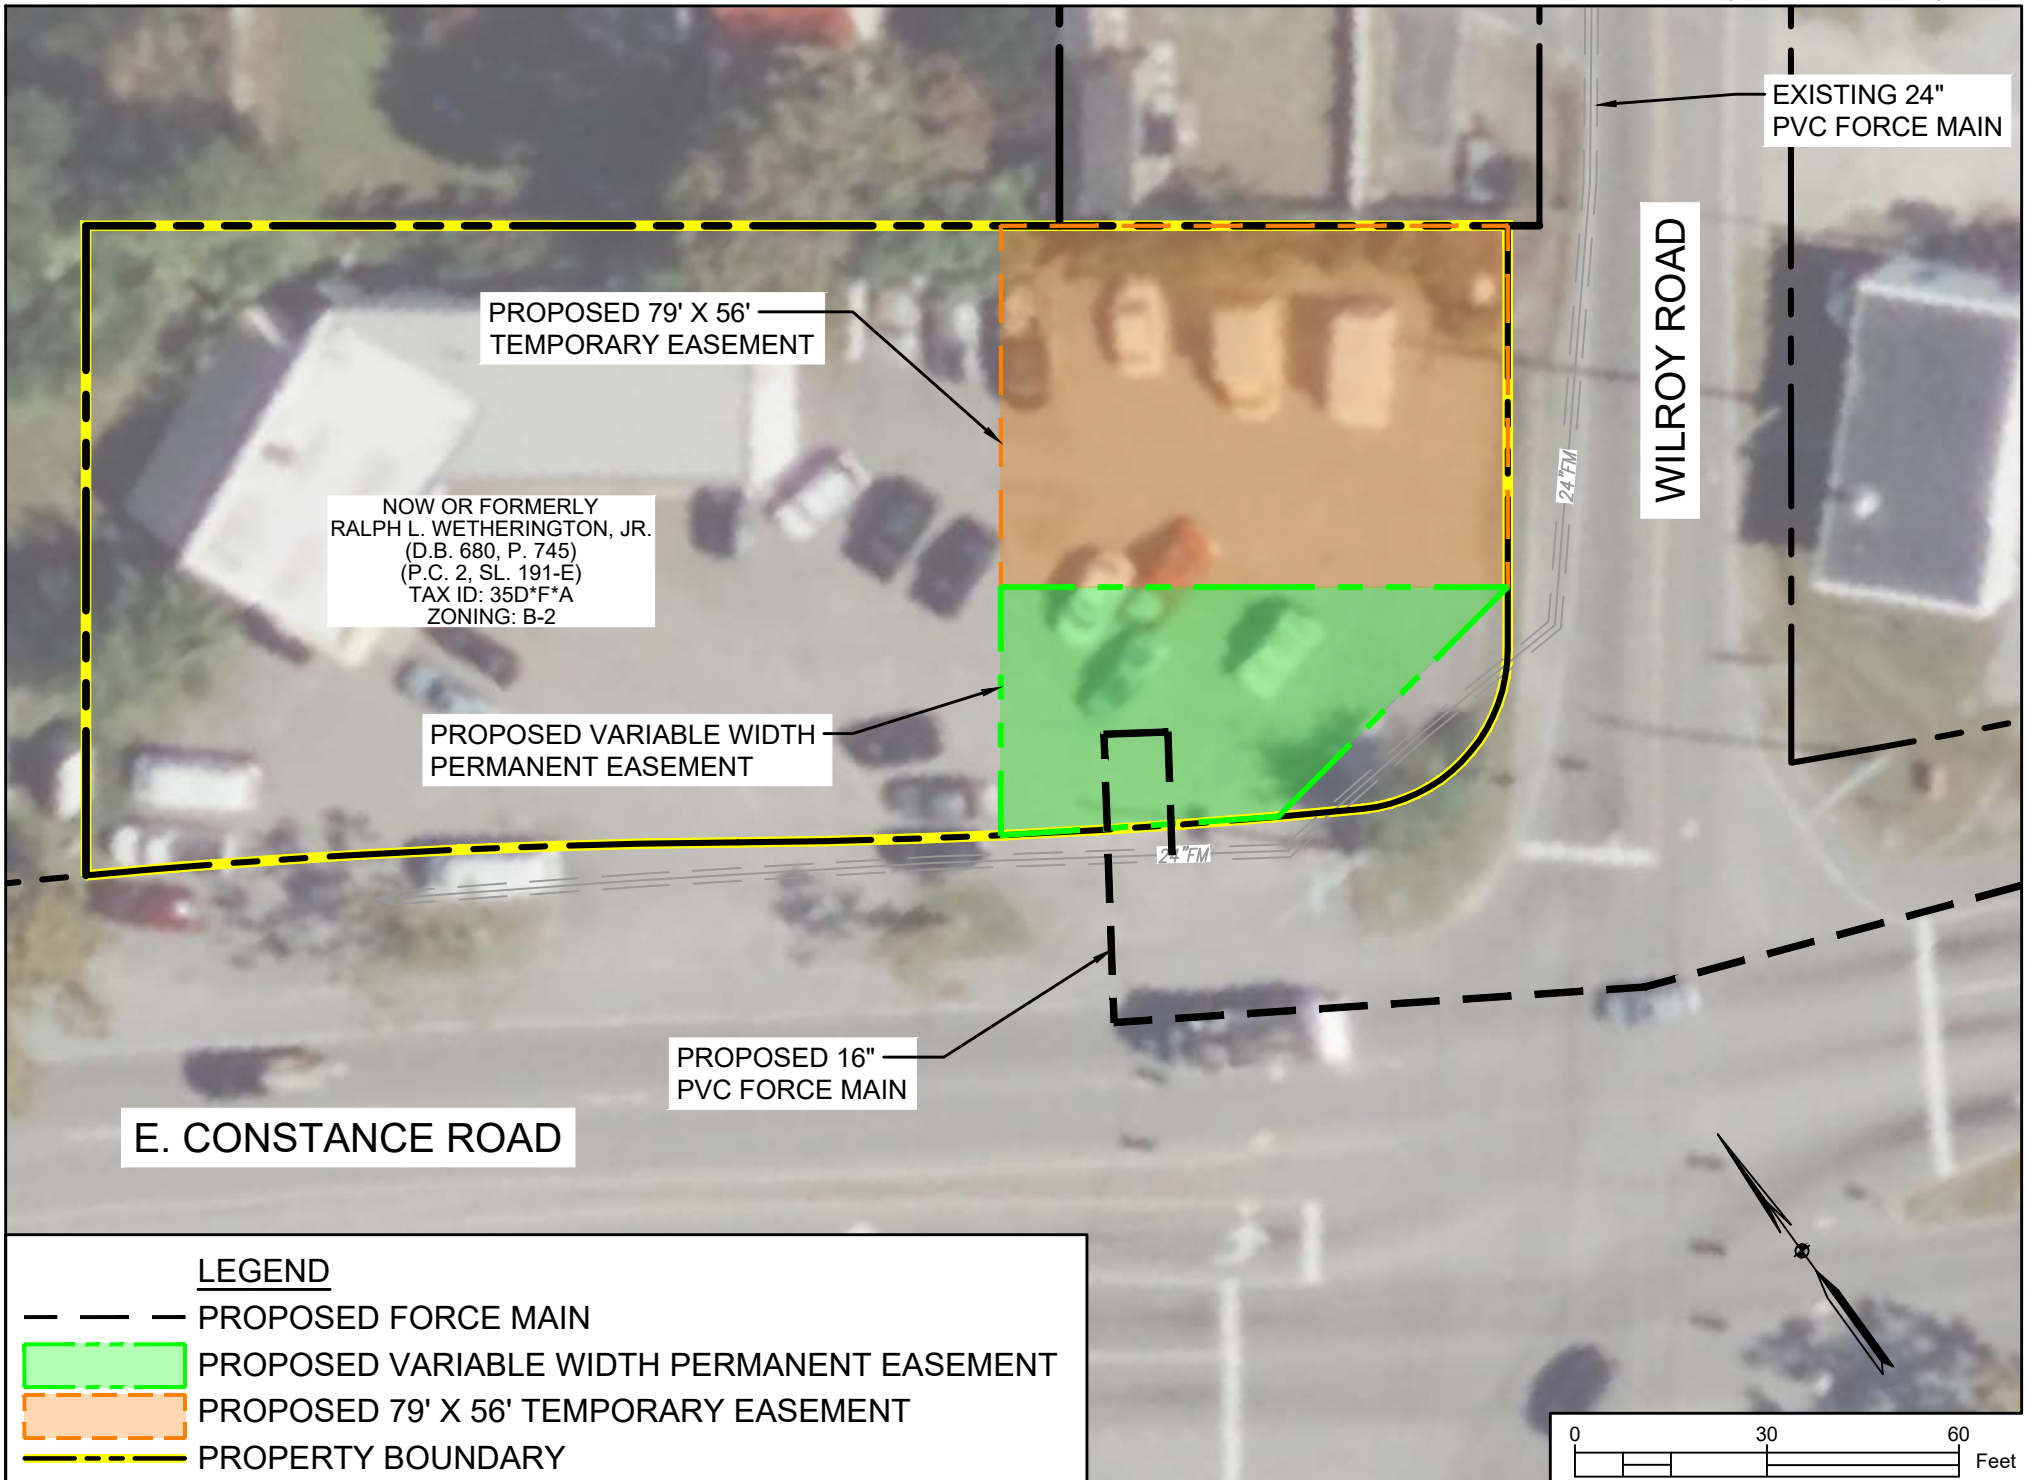 EXISTING 24"
PVC FORCE MAIN
WILROY ROAD
PROPOSED 79' X 56'
TEMPORARY EASEMENT
24"FM
NOW OR FORMERLY
RALPH L. WETHERINGTON, JR.
(D.B. 680, P. 745)
(P.C. 2, SL. 191-E)
TAX ID: 35D*F*A
ZONING: B-2
PROPOSED VARIABLE WIDTH
PERMANENT EASEMENT
24"FM
PROPOSED 16"
PVC FORCE MAIN
E. CONSTANCE ROAD
LEGEND
PROPOSED FORCE MAIN
PROPOSED VARIABLE WIDTH PERMANENT EASEMENT
PROPOSED 79' X 56' TEMPORARY EASEMENT
PROPERTY BOUNDARY
0 30 60
Feet